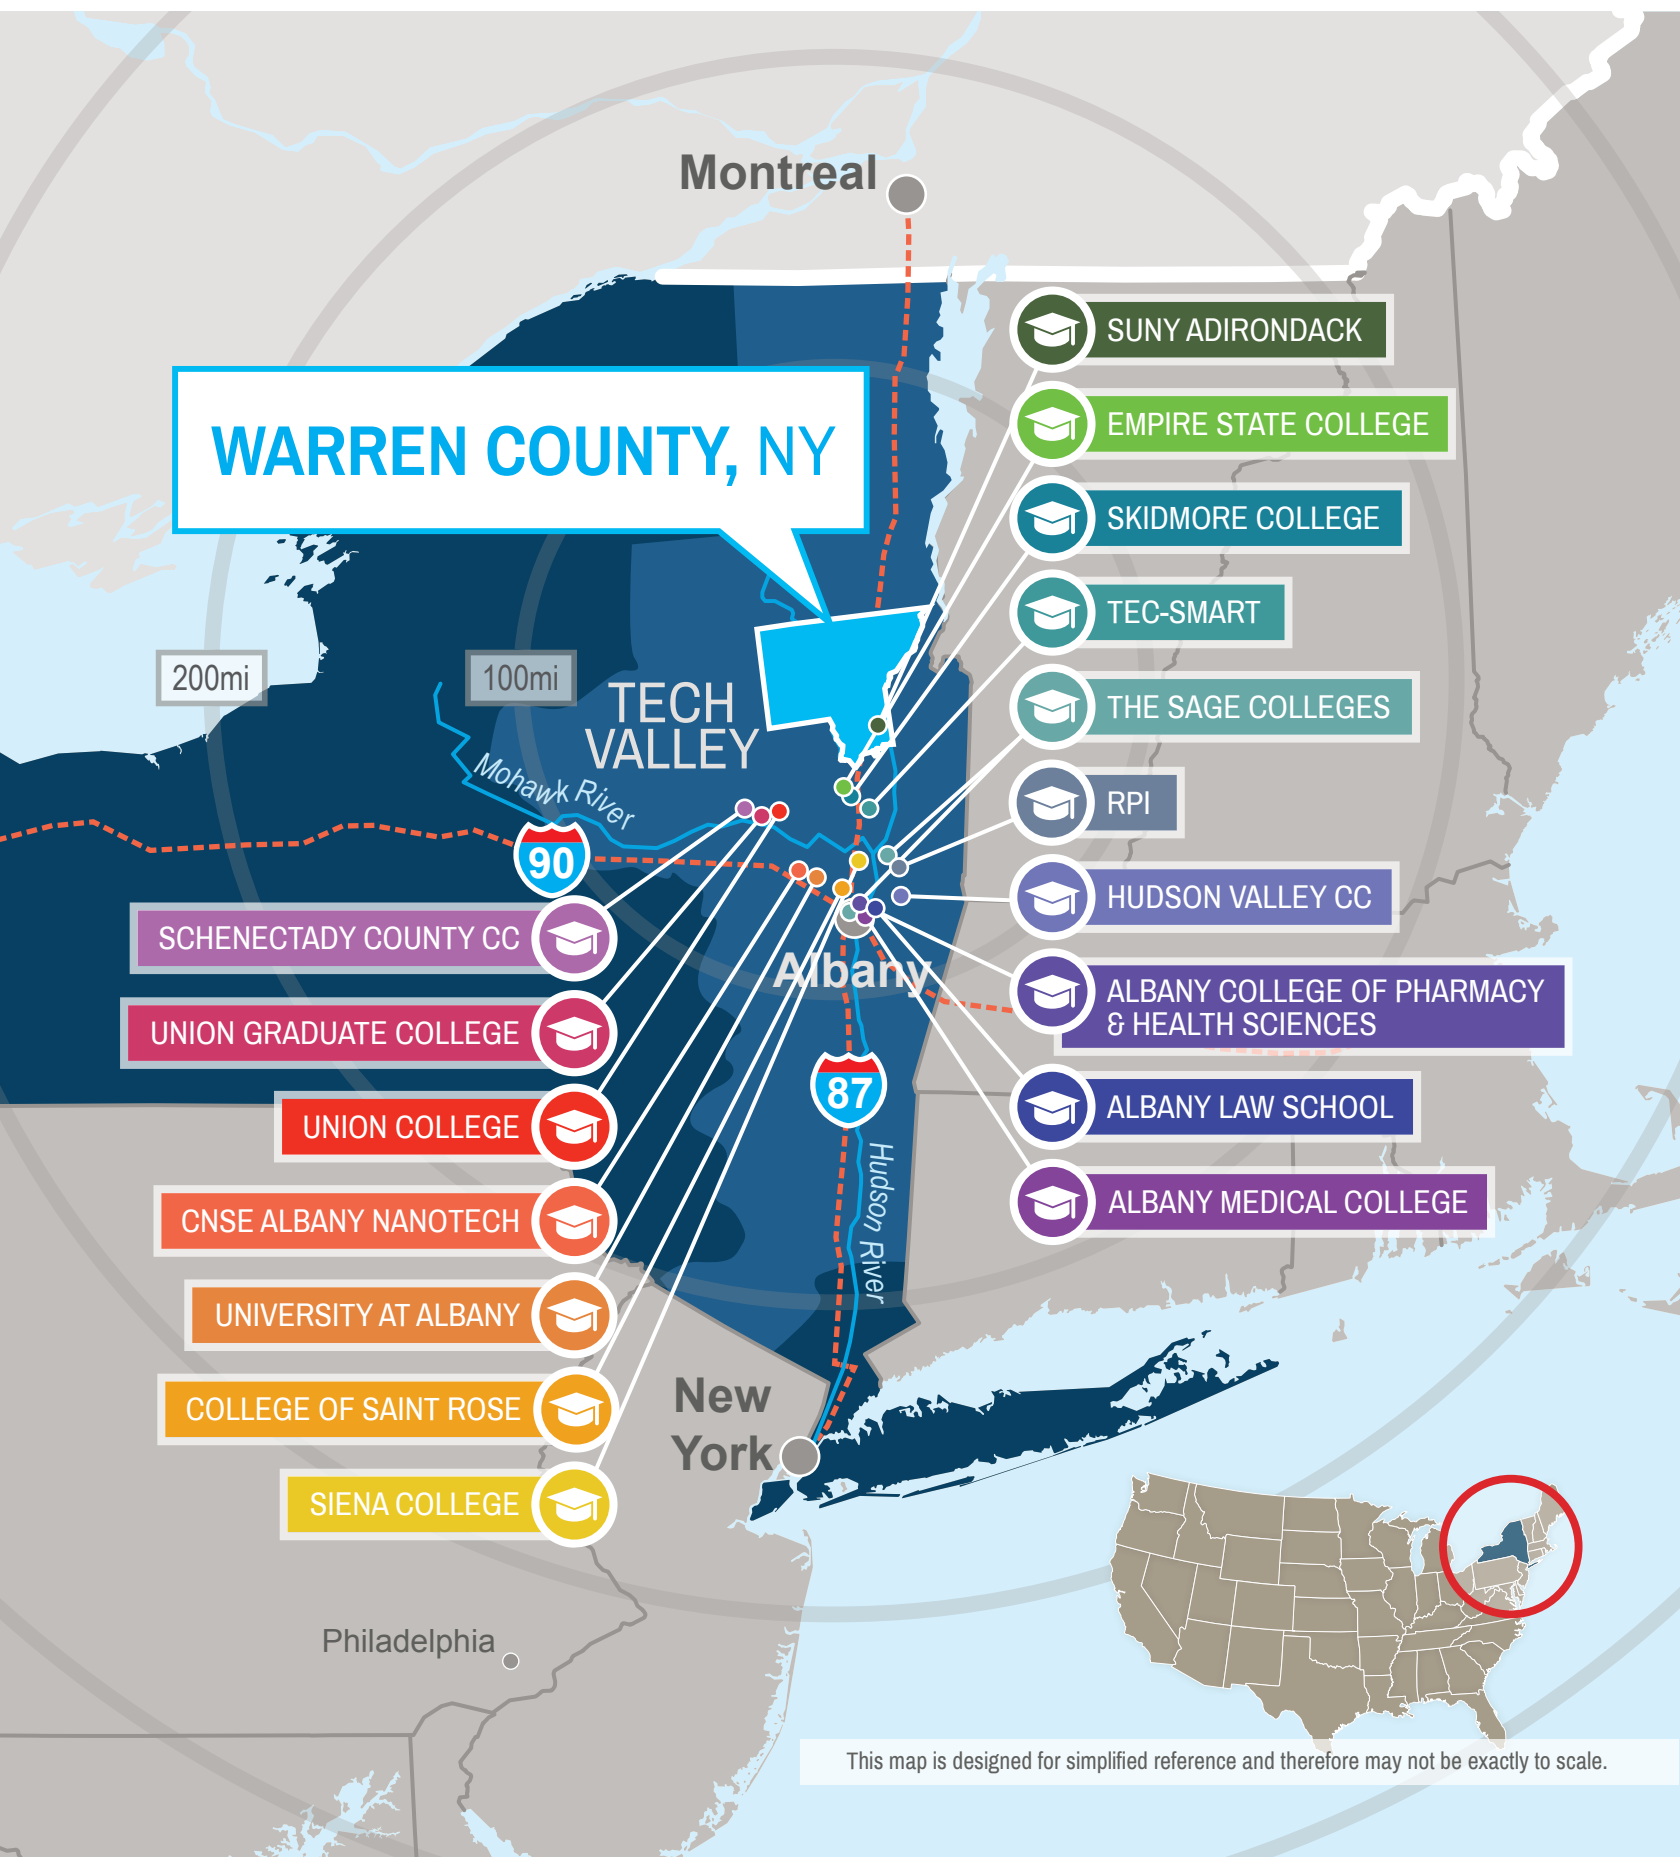 Montreal
SUNY ADIRONDACK
EMPIRE STATE COLLEGE
WARREN COUNTY, NY
SKIDMORE COLLEGE
TEC-SMART
200mi
100mi
TECH
VALLEY
THE SAGE COLLEGES
Mohawk River
RPI
90
HUDSON VALLEY CC
SCHENECTADY COUNTY CC
Albany
ALBANY COLLEGE OF PHARMACY
& HEALTH SCIENCES
UNION GRADUATE COLLEGE
87
ALBANY LAW SCHOOL
UNION COLLEGE
Hudson River
ALBANY MEDICAL COLLEGE
CNSE ALBANY NANOTECH
UNIVERSITY AT ALBANY
COLLEGE OF SAINT ROSE
New
York
SIENA COLLEGE
Philadelphia
This map is designed for simplified reference and therefore may not be exactly to scale.